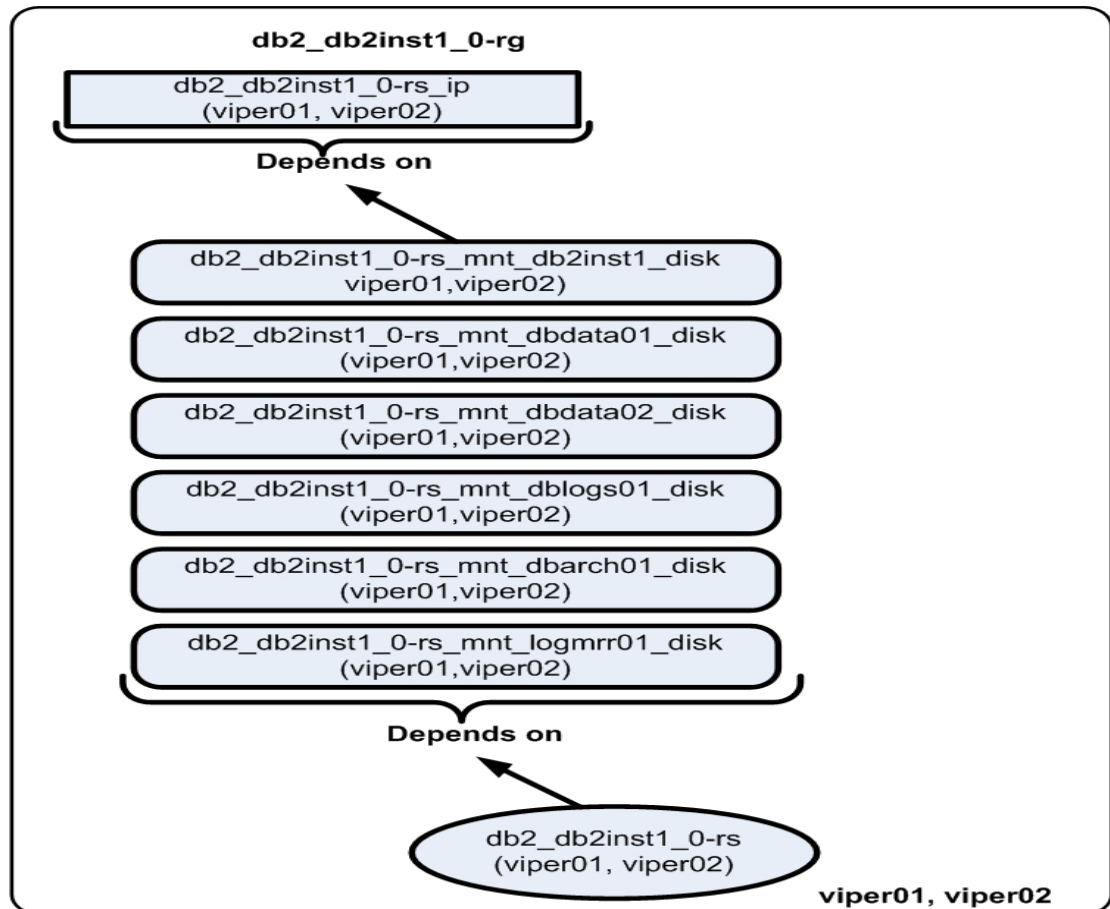 db2_db2inst1_0-rg
db2_db2inst1_0-rs_ip
(viper01, viper02)
Depends on
db2_db2inst1_0-rs_mnt_db2inst1_disk
viper01,viper02)
db2_db2inst1_0-rs_mnt_dbdata01_disk
(viper01,viper02)
db2_db2inst1_0-rs_mnt_dbdata02_disk
(viper01,viper02)
db2_db2inst1_0-rs_mnt_dblogs01_disk
(viper01,viper02)
db2_db2inst1_0-rs_mnt_dbarch01_disk
(viper01,viper02)
db2_db2inst1_0-rs_mnt_logmrr01_disk
(viper01,viper02)
Depends on
db2_db2inst1_0-rs
(viper01, viper02)
viper01, viper02